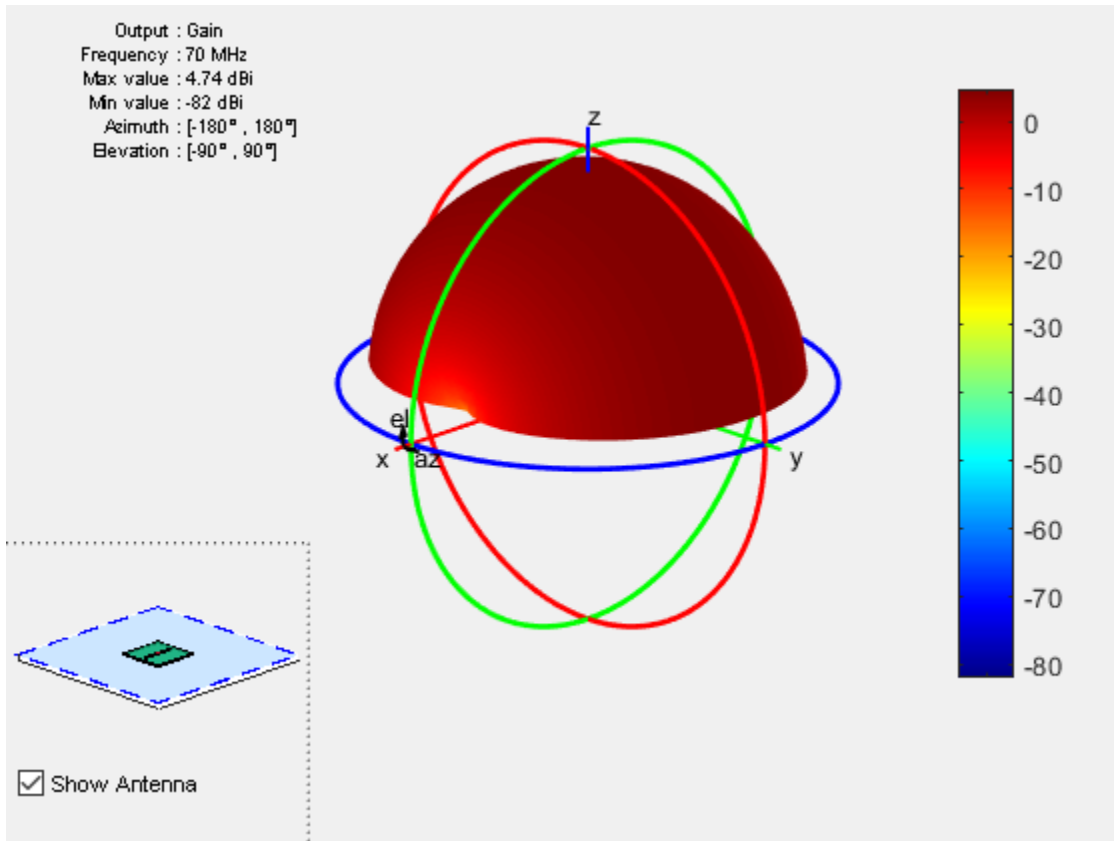 Output : Gain
Frequency : 70 MHz
Max value : 4.74 dBi
Min value : -82 dBi
Azimuth : [-180° , 180°]
Elevation : [-90° , 90°]
z
el
x
az
y
0
-10
-20
-30
-40
-50
-60
-70
-80
Show Antenna